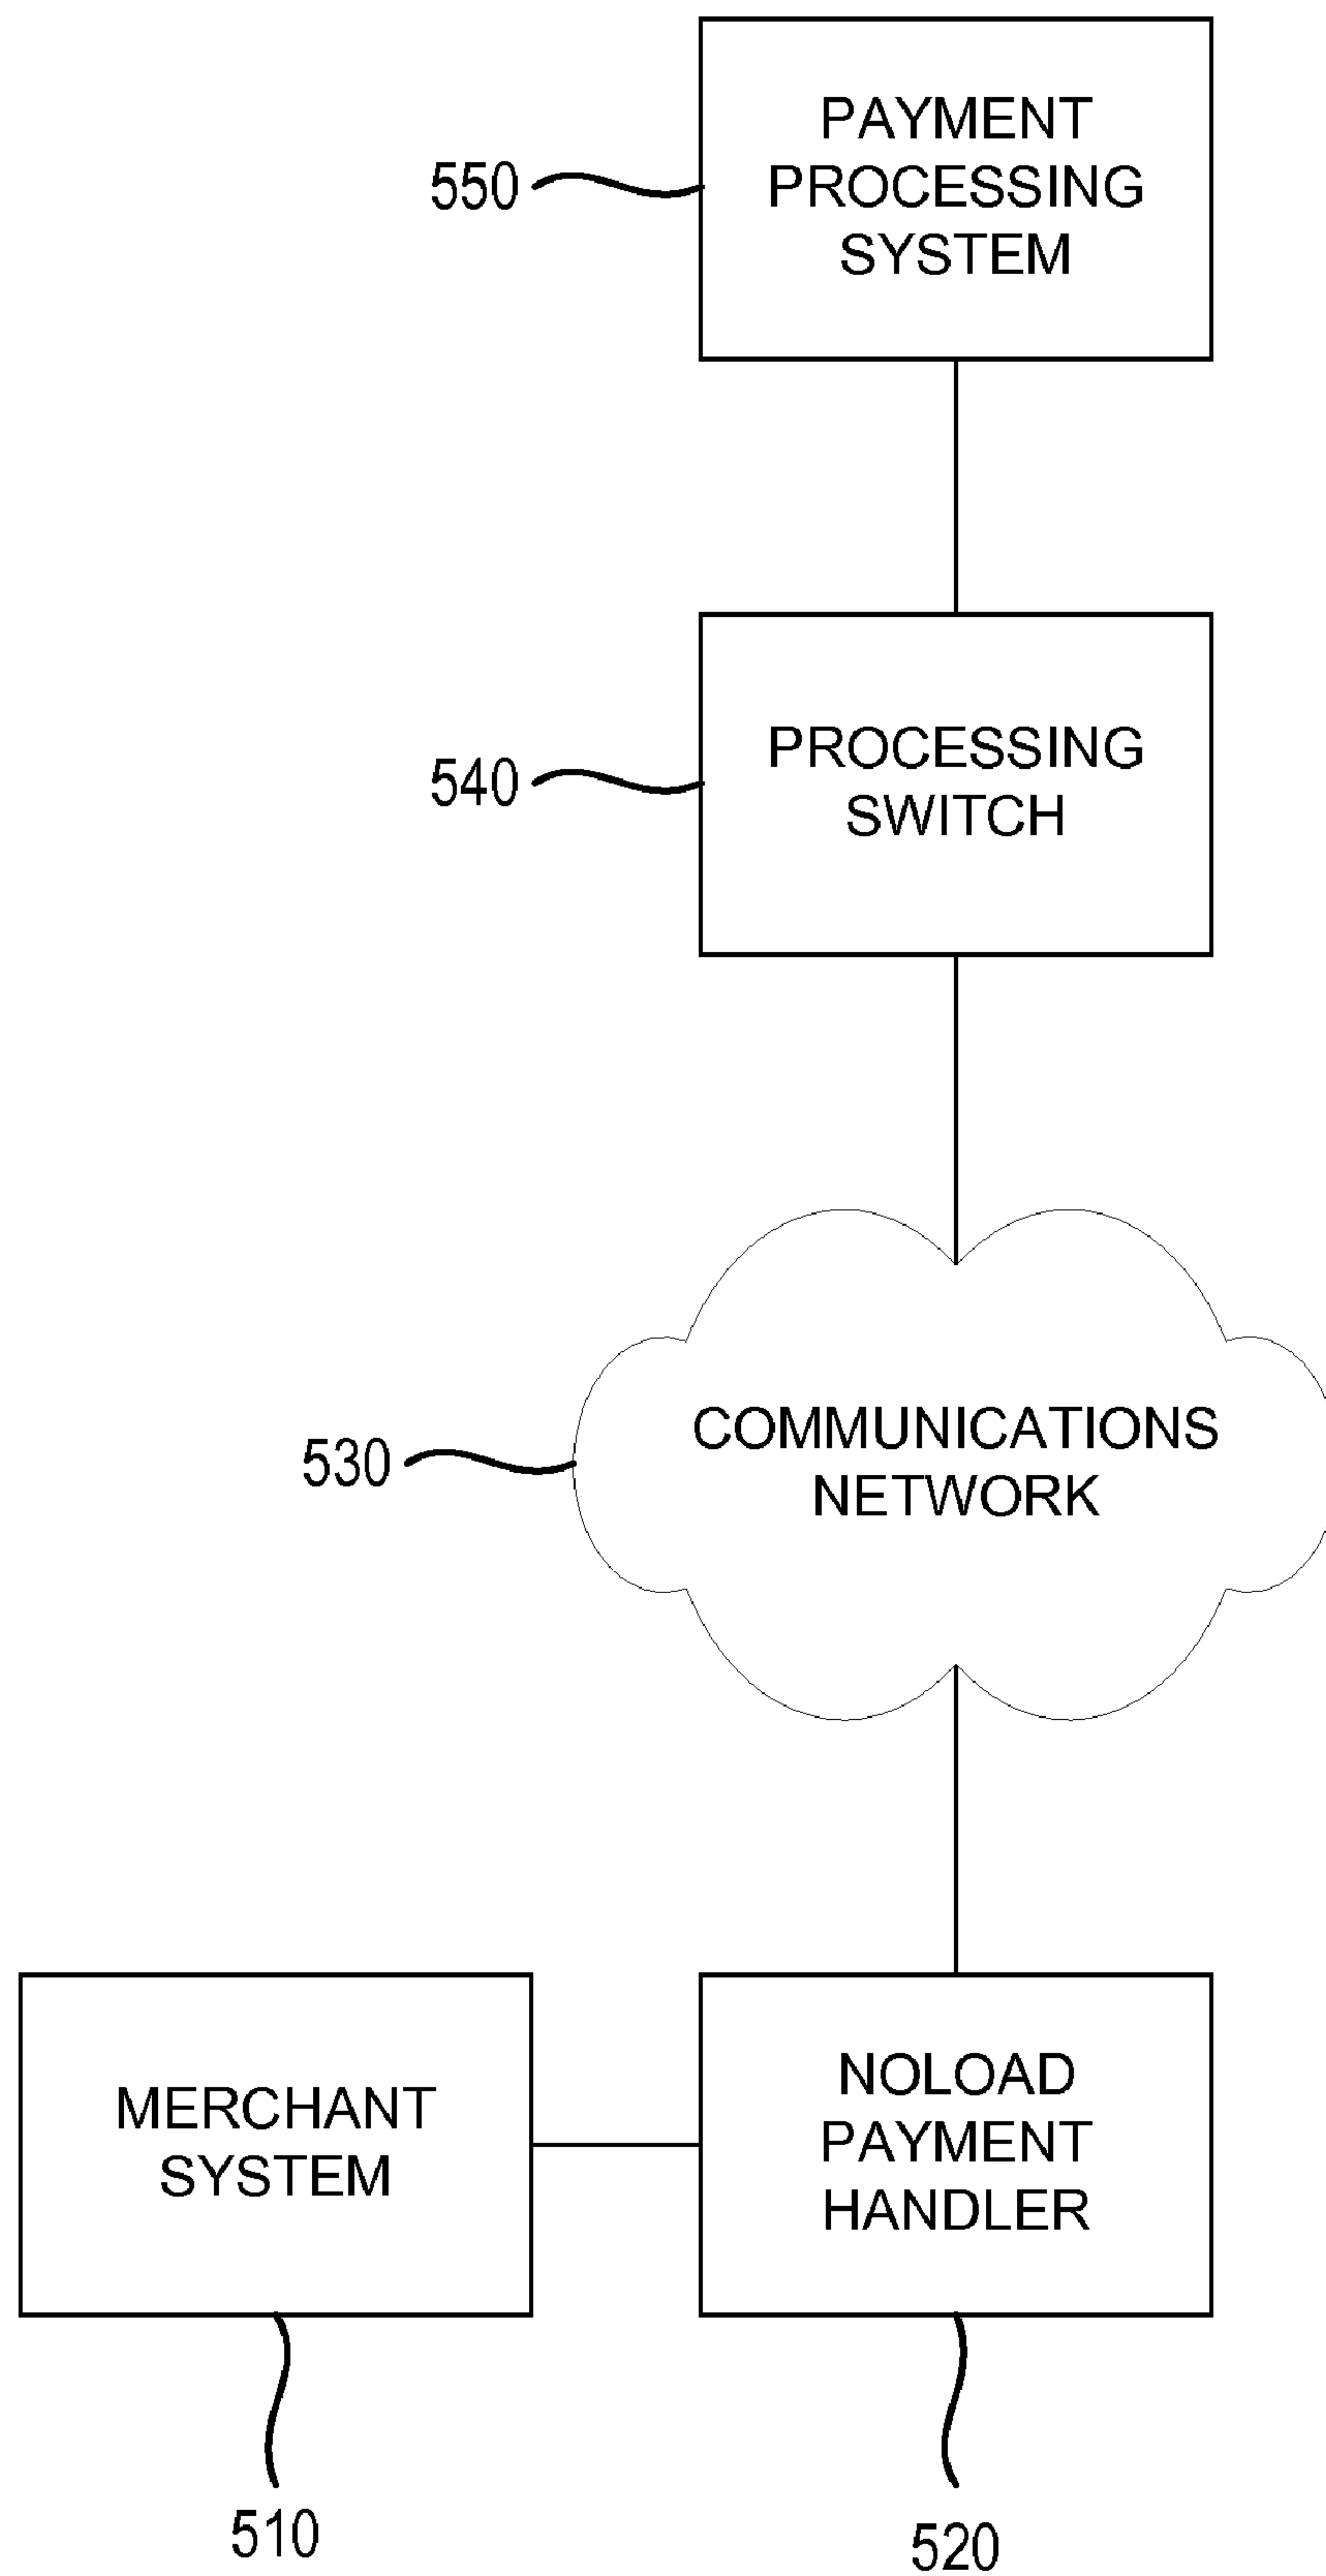 PAYMENT
PROCESSING
SYSTEM
550
PROCESSING
SWITCH
540
COMMUNICATIONS
NETWORK
530
MERCHANT
SYSTEM
NOLOAD
PAYMENT
HANDLER
510
520